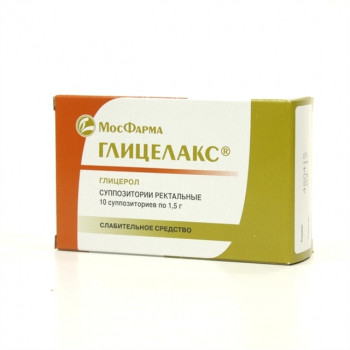 МосФарма
ГЛИЦЕЛАКС®
ГЛИЦЕРОЛ
СУППОЗИТОРИИ РЕКТАЛЬНЫЕ
10 суппозиториев по 1,5 г
СЛАБИТЕЛЬНОЕ СРЕДСТВО